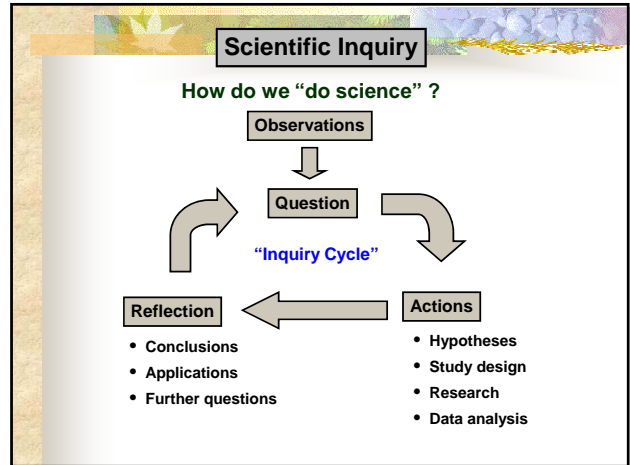 Scientific Inquiry
How do we “do science” ?
Observations
Question
“Inquiry Cycle”
Reflection
• Conclusions
• Applications
• Further questions
Actions
• Hypotheses
• Study design
• Research
• Data analysis